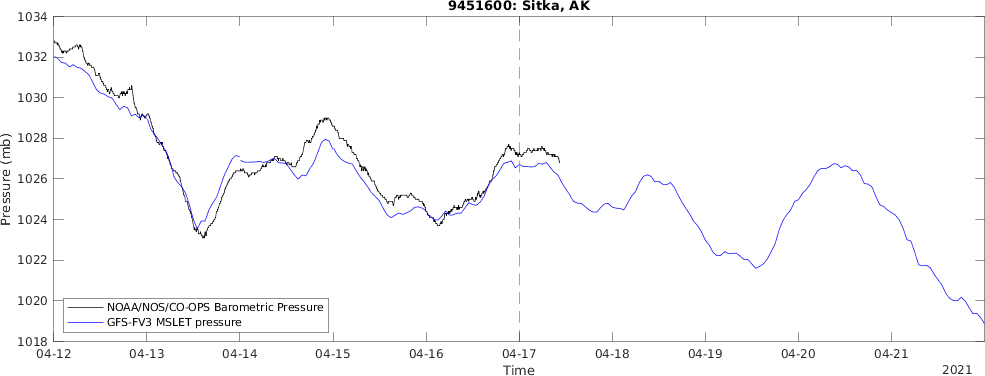 9451600: Sitka, AK
Pressure (mb)
1034
1032
1030
1028
1026
1024
1022
1020
1018
NOAA/NOS/CO-OPS Barometric Pressure
GFS-FV3 MSLET pressure
04-12 04-13 04-14 04-15 04-16 04-17 04-18 04-19 04-20 04-21
Time
2021